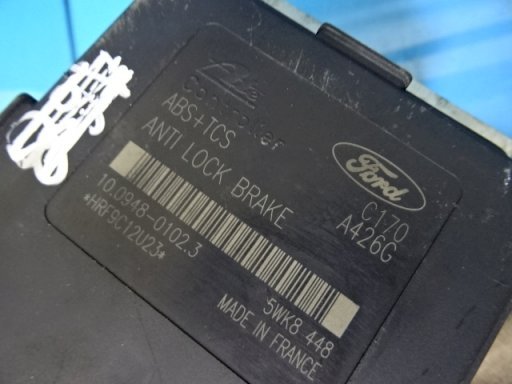 Ate
Controller
ABS+TCS
ANTI LOCK BRAKE
Ford
C170
A426G
10.0948-0102.3
*HRF9C12U23*
5WK8 448
MADE IN FRANCE